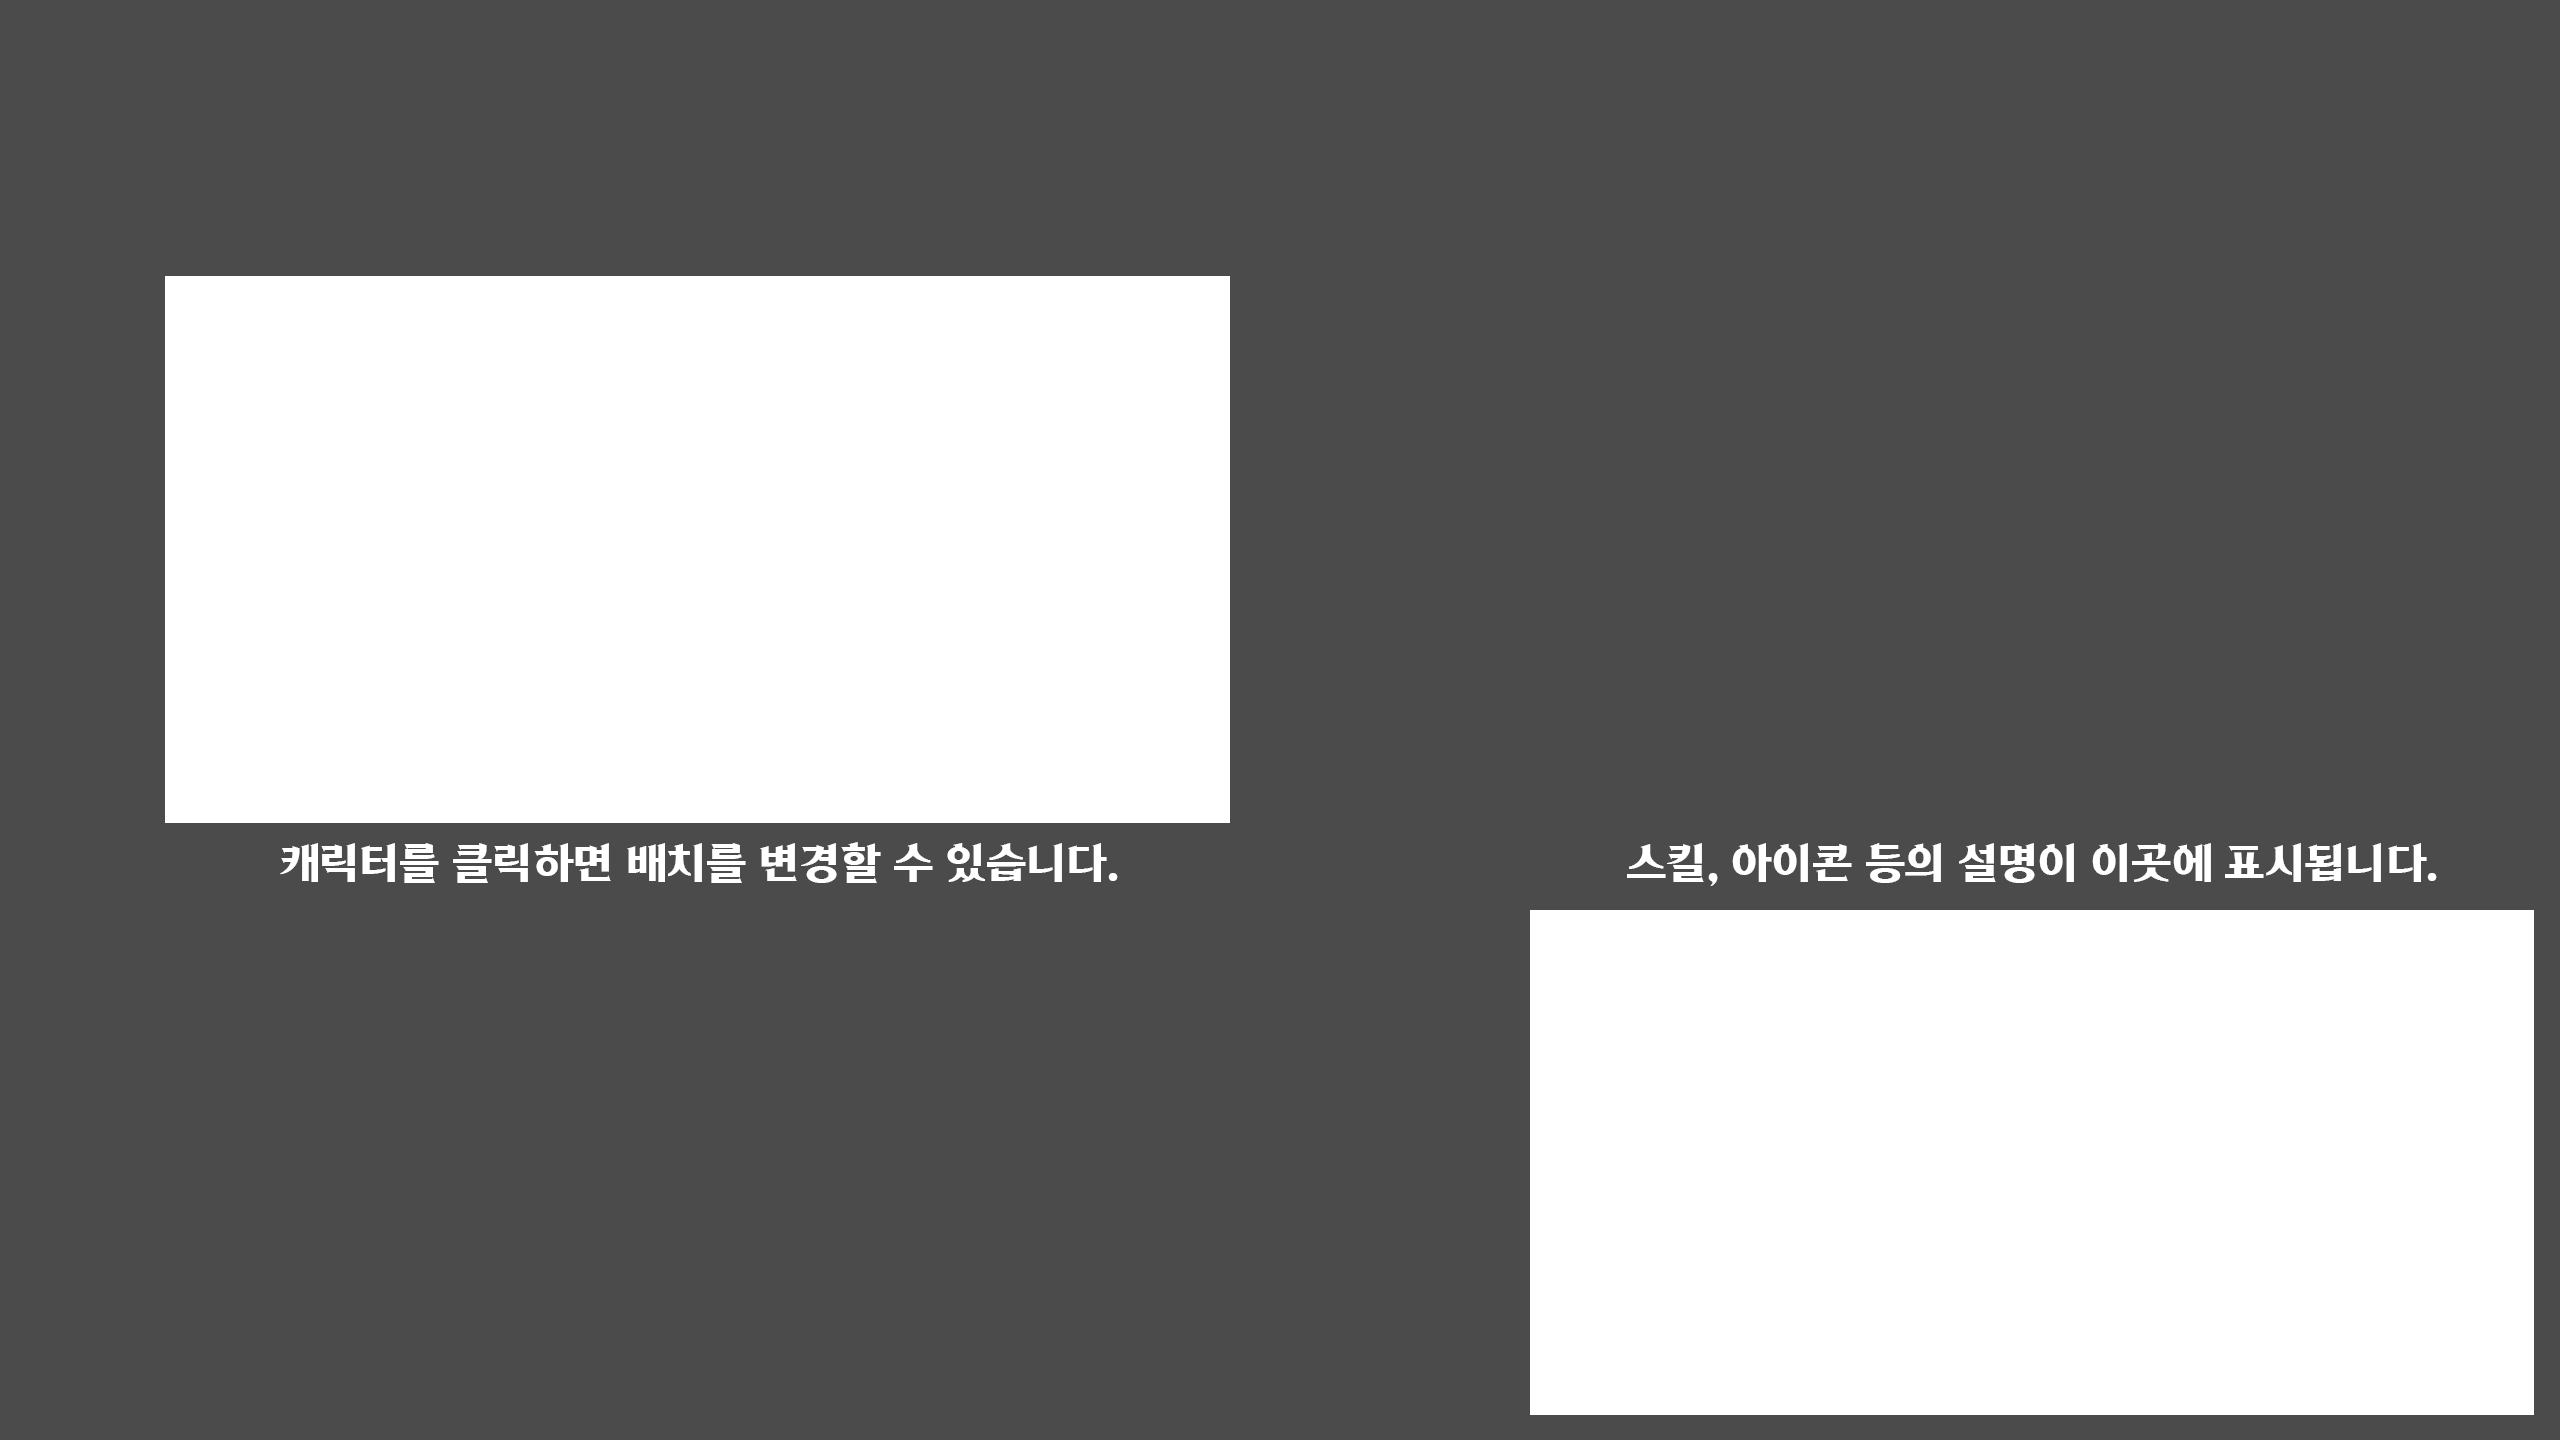 캐릭터를 클릭하면 배치를 변경할 수 있습니다.
스킬, 아이콘 등의 설명이 이곳에 표시됩니다.